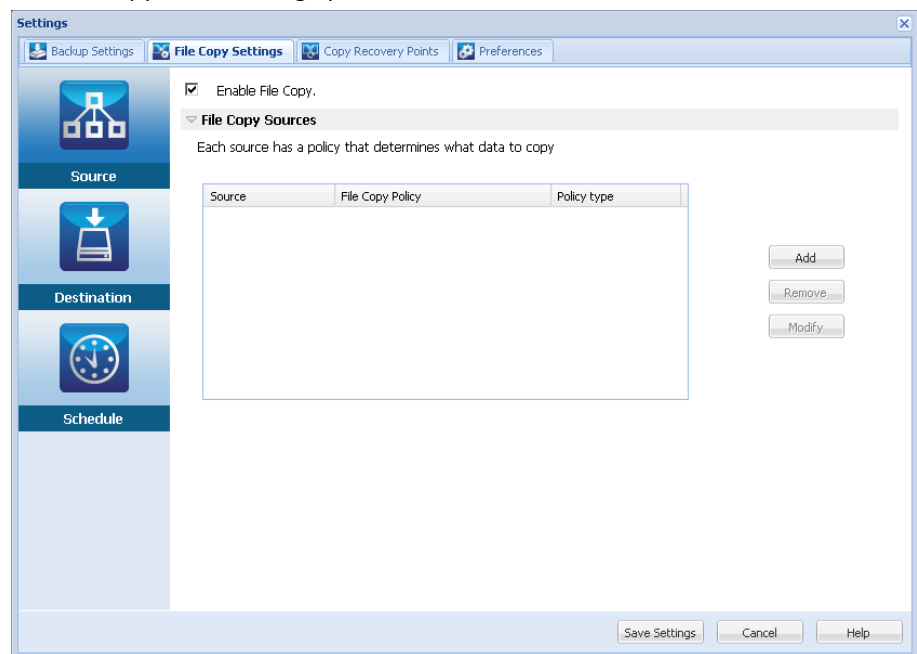 Settings
Backup Settings
File Copy Settings
Copy Recovery Points
Preferences
Enable File Copy.
File Copy Sources
Each source has a policy that determines what data to copy
Source
Destination
Schedule
Source
File Copy Policy
Policy type
Add
Remove
Modify
Save Settings
Cancel
Help